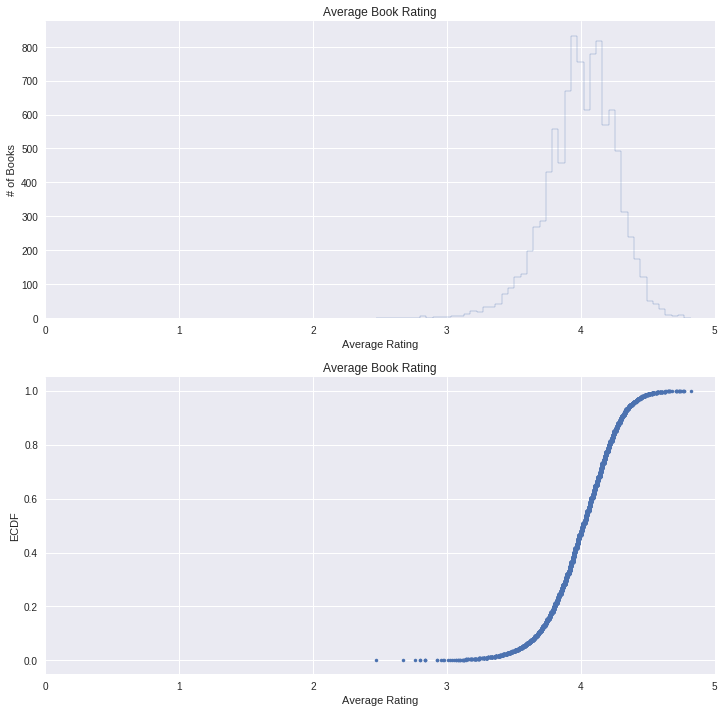 Average Book Rating
800
700
600
500
400
300
200
100
0
# of Books
0 1 2 3 4 5
Average Rating
Average Book Rating
1.0
0.8
0.6
0.4
0.2
0.0
ECDF
0 1 2 3 4 5
Average Rating